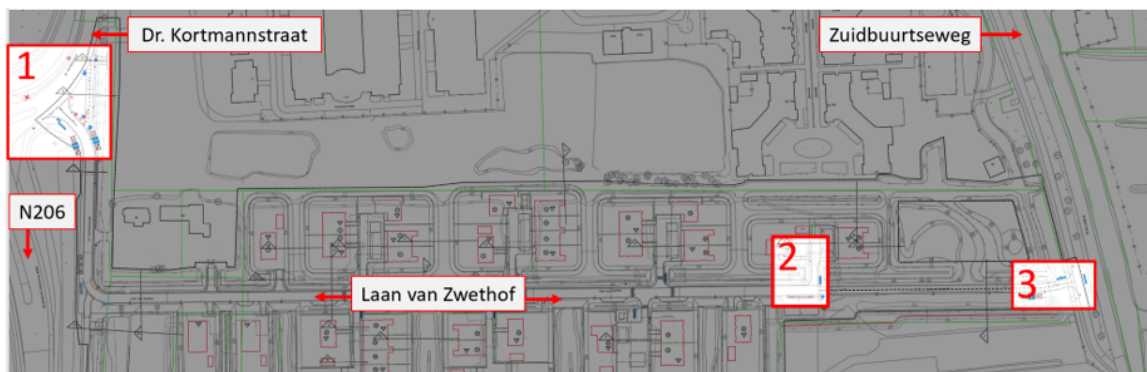 Dr. Kortmannstraat
Zuidbuurtseweg
1
N206
2
Laan van Zwethof
3